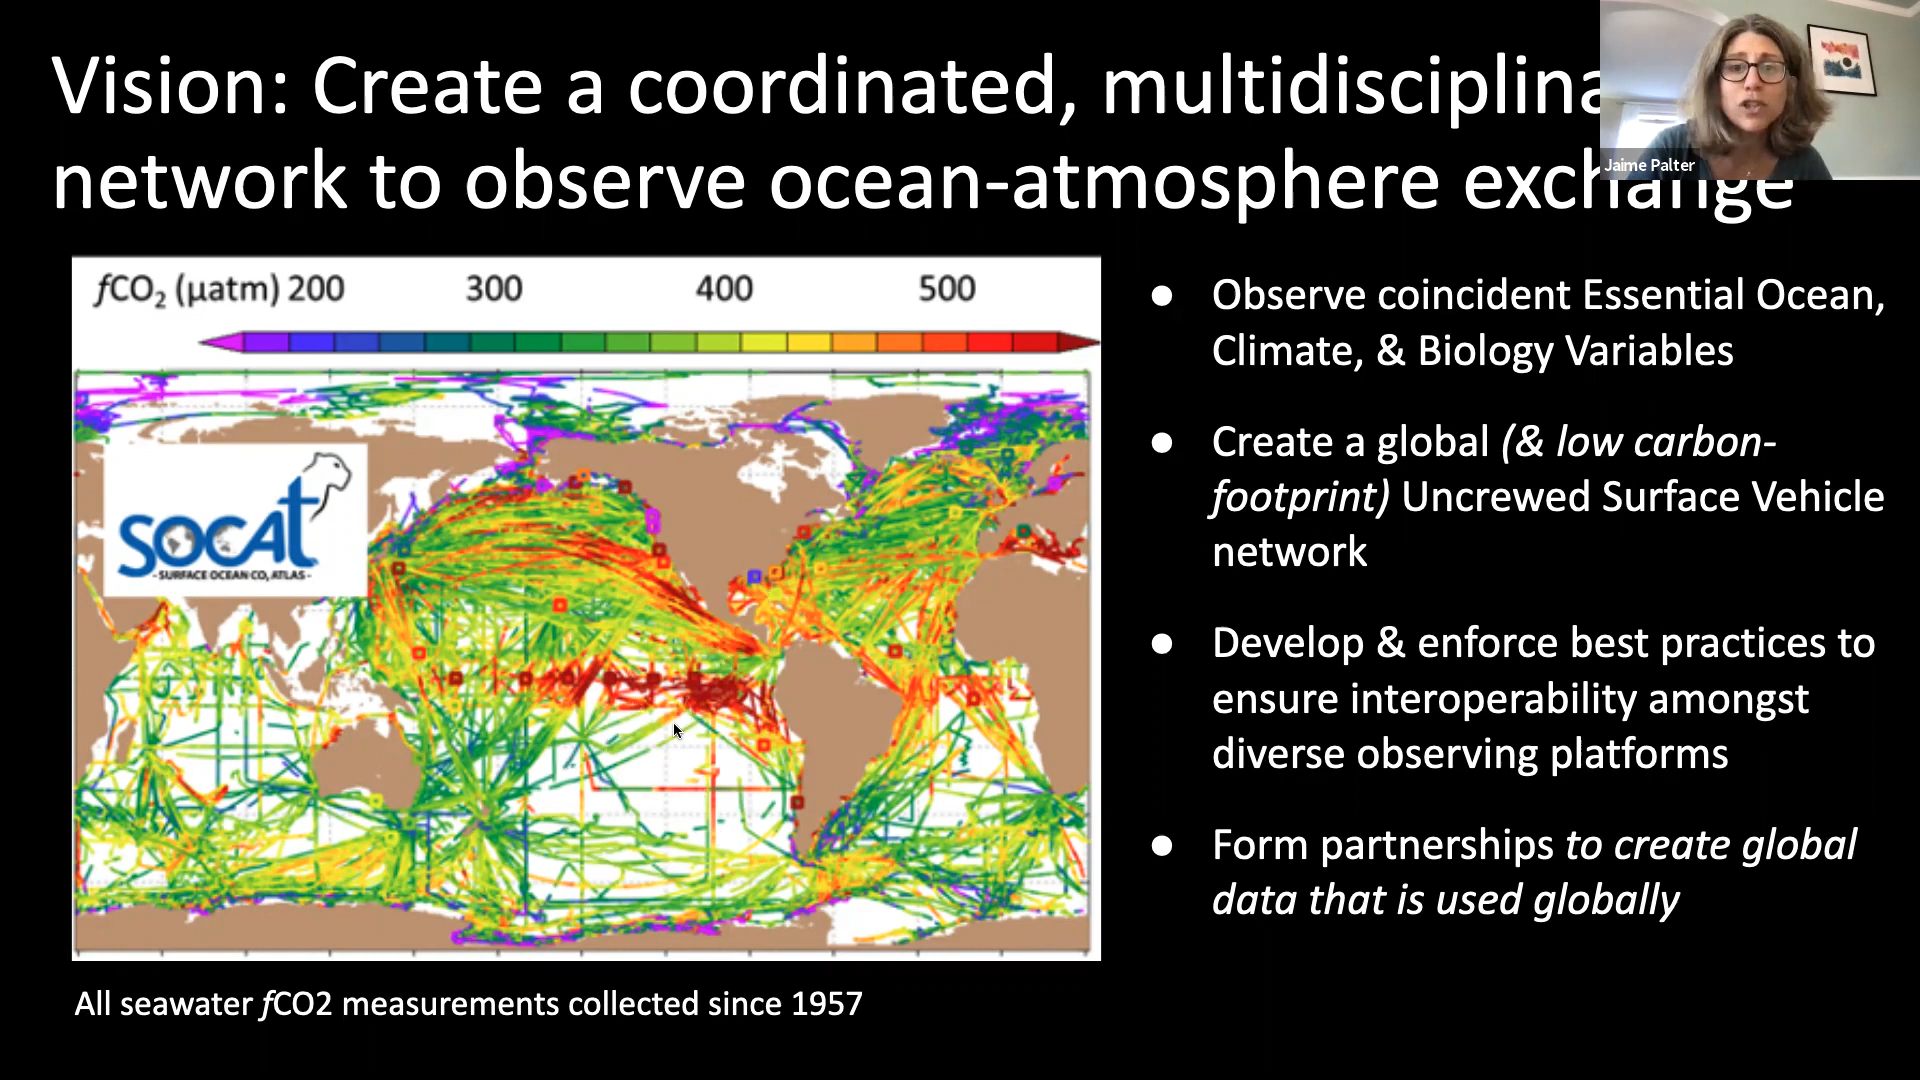 Vision: Create a coordinated, multidisciplina
network to observe ocean-atmosphere exchange
Jaime Palter
fCO₂ (µatm) 200 300 400 500
SOCAt
-SURFACE OCEAN CO₂ ATLAS-
● Observe coincident Essential Ocean,
Climate, & Biology Variables
● Create a global (& low carbon-
footprint) Uncrewed Surface Vehicle
network
● Develop & enforce best practices to
ensure interoperability amongst
diverse observing platforms
● Form partnerships to create global
data that is used globally
All seawater fCO2 measurements collected since 1957